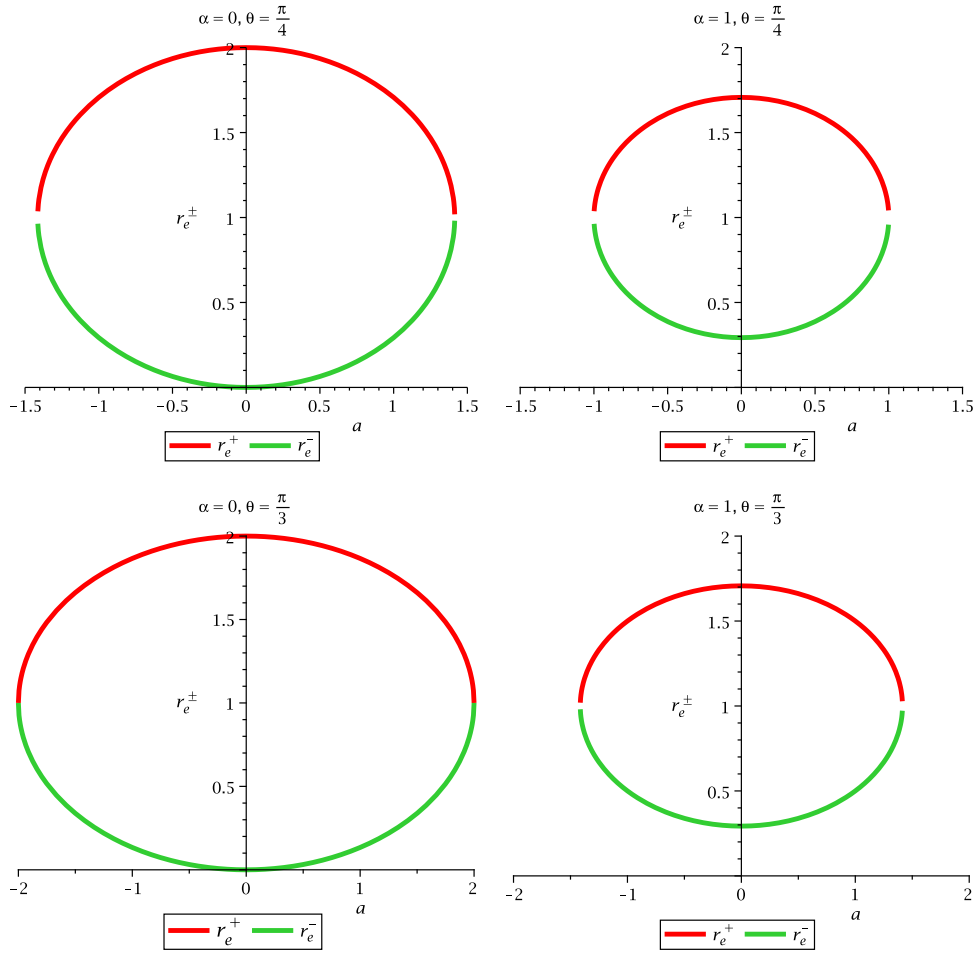 α = 0, θ = π/4
2
1.5
r_e^±
1
0.5
−1.5 −1 −0.5 0 0.5 1 1.5
a
r_e^+ r_e^-
α = 1, θ = π/4
2
1.5
r_e^±
1
0.5
−1.5 −1 −0.5 0 0.5 1 1.5
a
r_e^+ r_e^-
α = 0, θ = π/3
2
1.5
r_e^±
1
0.5
−2 −1 0 1 2
a
r_e^+ r_e^-
α = 1, θ = π/3
2
1.5
r_e^±
1
0.5
−2 −1 0 1 2
a
r_e^+ r_e^-